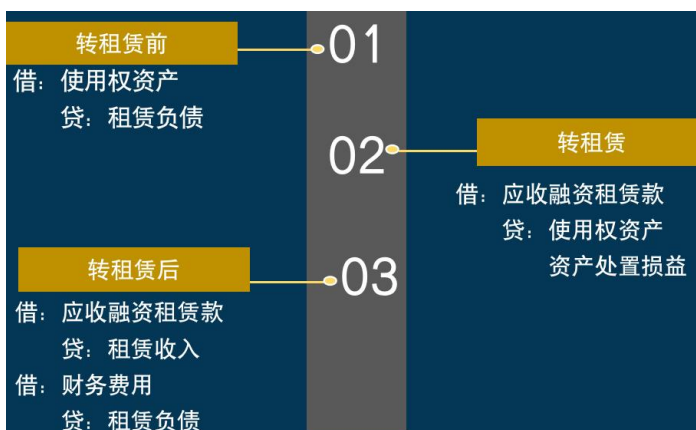 转租赁前
01
借：使用权资产
贷：租赁负债
02
转租赁
借：应收融资租赁款
贷：使用权资产
资产处置损益
转租赁后
03
借：应收融资租赁款
贷：租赁收入
借：财务费用
贷：租赁负债